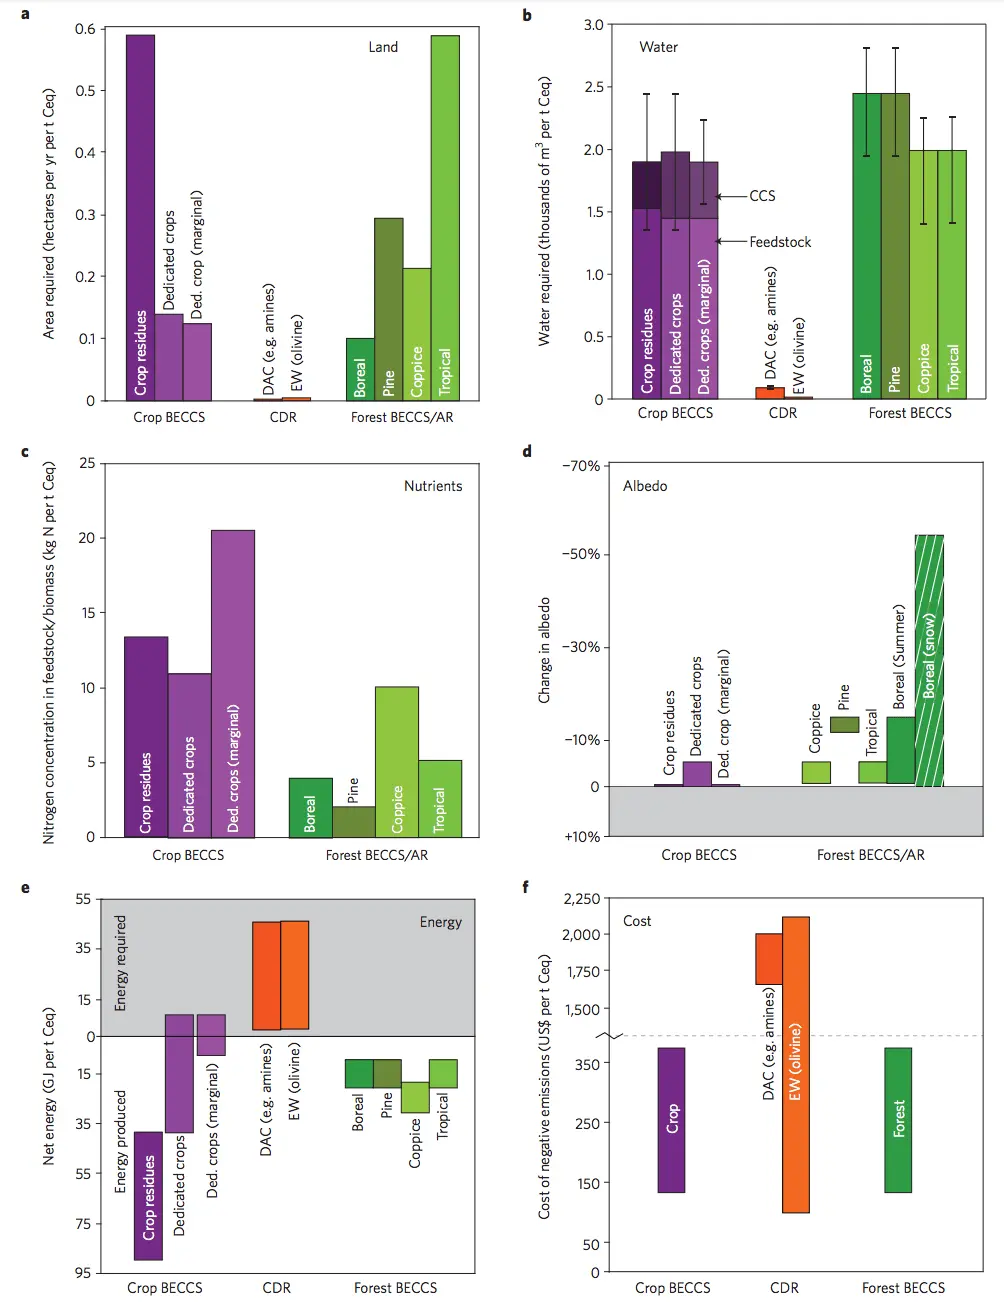 a
Land
Area required (hectares per yr per t Ceq)
0.6
0.5
0.4
0.3
0.2
0.1
0
Crop residues
Dedicated crops
Ded. crop (marginal)
DAC (e.g. amines)
EW (olivine)
Boreal
Pine
Coppice
Tropical
Crop BECCS
CDR
Forest BECCS/AR
b
Water
Water required (thousands of m³ per t Ceq)
3.0
2.5
2.0
1.5
1.0
0.5
0
CCS
Feedstock
Crop residues
Dedicated crops
Ded. crops (marginal)
DAC (e.g. amines)
EW (olivine)
Boreal
Pine
Coppice
Tropical
Crop BECCS
CDR
Forest BECCS
c
Nutrients
Nitrogen concentration in feedstock/biomass (kg N per t Ceq)
25
20
15
10
5
0
Crop residues
Dedicated crops
Ded. crops (marginal)
Boreal
Pine
Coppice
Tropical
Crop BECCS
Forest BECCS/AR
d
Albedo
Change in albedo
−70%
−50%
−30%
−10%
0
+10%
Crop residues
Dedicated crops
Ded. crop (marginal)
Coppice
Pine
Tropical
Boreal (Summer)
Boreal (snow)
Crop BECCS
Forest BECCS/AR
e
Energy
Net energy (GJ per t Ceq)
55
35
15
0
15
35
55
75
95
Energy required
Energy produced
Crop residues
Dedicated crops
Ded. crops (marginal)
DAC (e.g. amines)
EW (olivine)
Boreal
Pine
Coppice
Tropical
Crop BECCS
CDR
Forest BECCS
f
Cost
Cost of negative emissions (US$ per t Ceq)
2,250
2,000
1,750
1,500
350
250
150
50
0
Crop
DAC (e.g. amines)
EW (olivine)
Forest
Crop BECCS
CDR
Forest BECCS